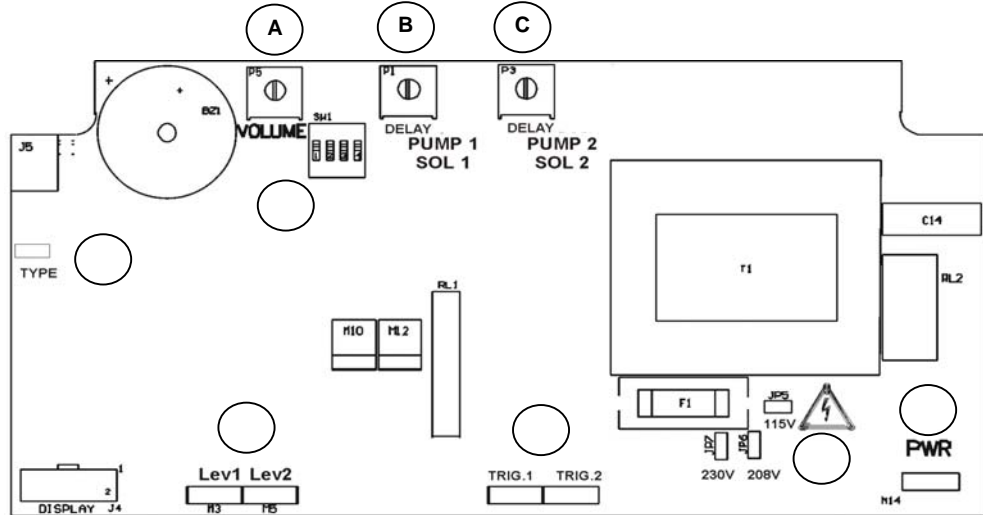 A
B
C
P5
P1
P3
BZ1
SW1
VOLUME
DELAY
DELAY
PUMP 1
SOL 1
PUMP 2
SOL 2
J5
C14
TYPE
T1
RL2
RL1
M10
M12
F1
JP5
115V
JP7
JP6
230V
208V
PWR
M14
1
2
DISPLAY J4
Lev1 Lev2
M3 M5
TRIG.1 TRIG.2